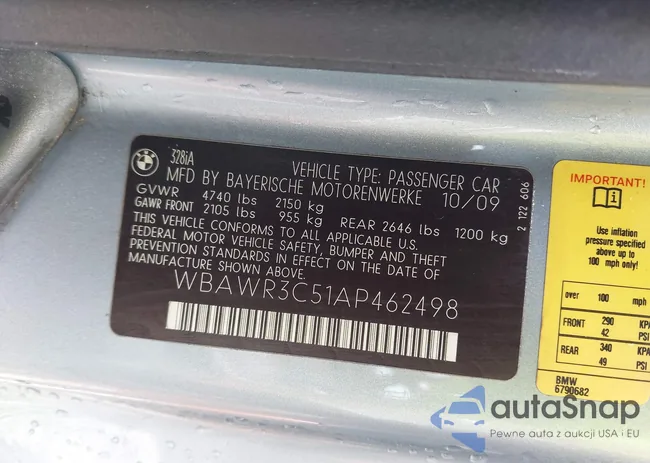 BMW
328iA
VEHICLE TYPE: PASSENGER CAR
MFD BY BAYERISCHE MOTORENWERKE 10/09
GVWR 4740 lbs 2150 kg
GAWR FRONT 2105 lbs 955 kg REAR 2646 lbs 1200 kg
THIS VEHICLE CONFORMS TO ALL APPLICABLE U.S.
FEDERAL MOTOR VEHICLE SAFETY, BUMPER AND THEFT
PREVENTION STANDARDS IN EFFECT ON THE DATE OF
MANUFACTURE SHOWN ABOVE.
WBAWR3C51AP462498
2 122 606
IMPORTANT!
Use inflation
pressure specified
above for up to
100 mph only!
over 100 mph
FRONT 290 KPA
42 PSI
REAR 340 KPA
49 PSI
BMW
6790682
autaSnap
Pewne auta z aukcji USA i EU